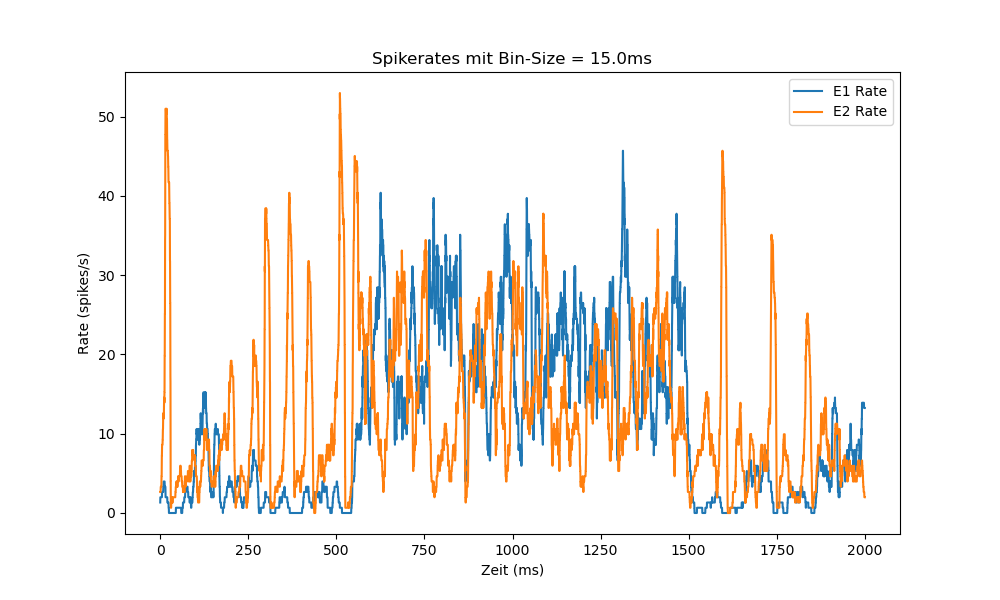 Spikerates mit Bin-Size = 15.0ms
E1 Rate
E2 Rate
Rate (spikes/s)
50
40
30
20
10
0
0 250 500 750 1000 1250 1500 1750 2000
Zeit (ms)